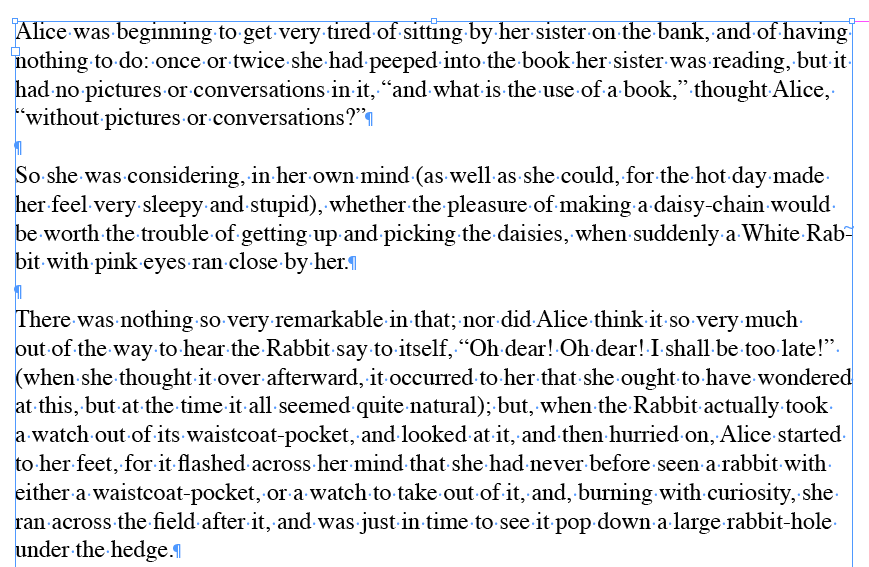 Alice was beginning to get very tired of sitting by her sister on the bank, and of having
nothing to do: once or twice she had peeped into the book her sister was reading, but it
had no pictures or conversations in it, “and what is the use of a book,” thought Alice,
“without pictures or conversations?”¶
¶
So she was considering, in her own mind (as well as she could, for the hot day made
her feel very sleepy and stupid), whether the pleasure of making a daisy-chain would
be worth the trouble of getting up and picking the daisies, when suddenly a White Rab-
bit with pink eyes ran close by her.¶
¶
There was nothing so very remarkable in that; nor did Alice think it so very much
out of the way to hear the Rabbit say to itself, “Oh dear! Oh dear! I shall be too late!”
(when she thought it over afterward, it occurred to her that she ought to have wondered
at this, but at the time it all seemed quite natural); but, when the Rabbit actually took
a watch out of its waistcoat-pocket, and looked at it, and then hurried on, Alice started
to her feet, for it flashed across her mind that she had never before seen a rabbit with
either a waistcoat-pocket, or a watch to take out of it, and, burning with curiosity, she
ran across the field after it, and was just in time to see it pop down a large rabbit-hole
under the hedge.¶